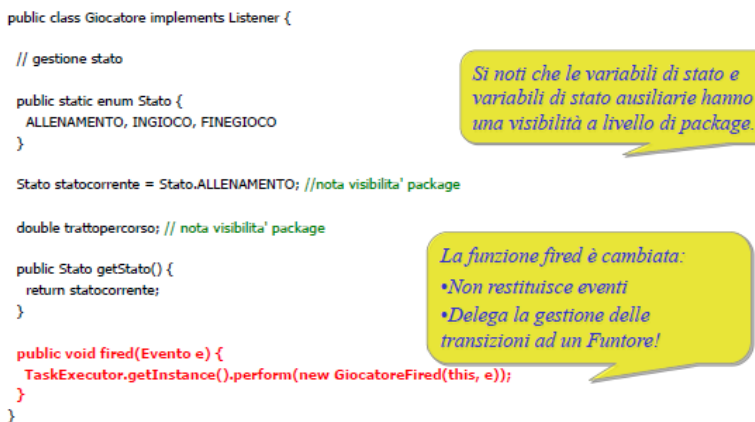 public class Giocatore implements Listener {
// gestione stato
Si noti che le variabili di stato e
variabili di stato ausiliarie hanno
una visibilità a livello di package.
public static enum Stato {
ALLENAMENTO, INGIOCO, FINEGIOCO
}
Stato statocorrente = Stato.ALLENAMENTO; //nota visibilita' package
double trattopercorso; // nota visibilita' package
La funzione fired è cambiata:
•Non restituisce eventi
•Delega la gestione delle
transizioni ad un Funtore!
public Stato getStato() {
return statocorrente;
}
public void fired(Evento e) {
TaskExecutor.getInstance().perform(new GiocatoreFired(this, e));
}
}